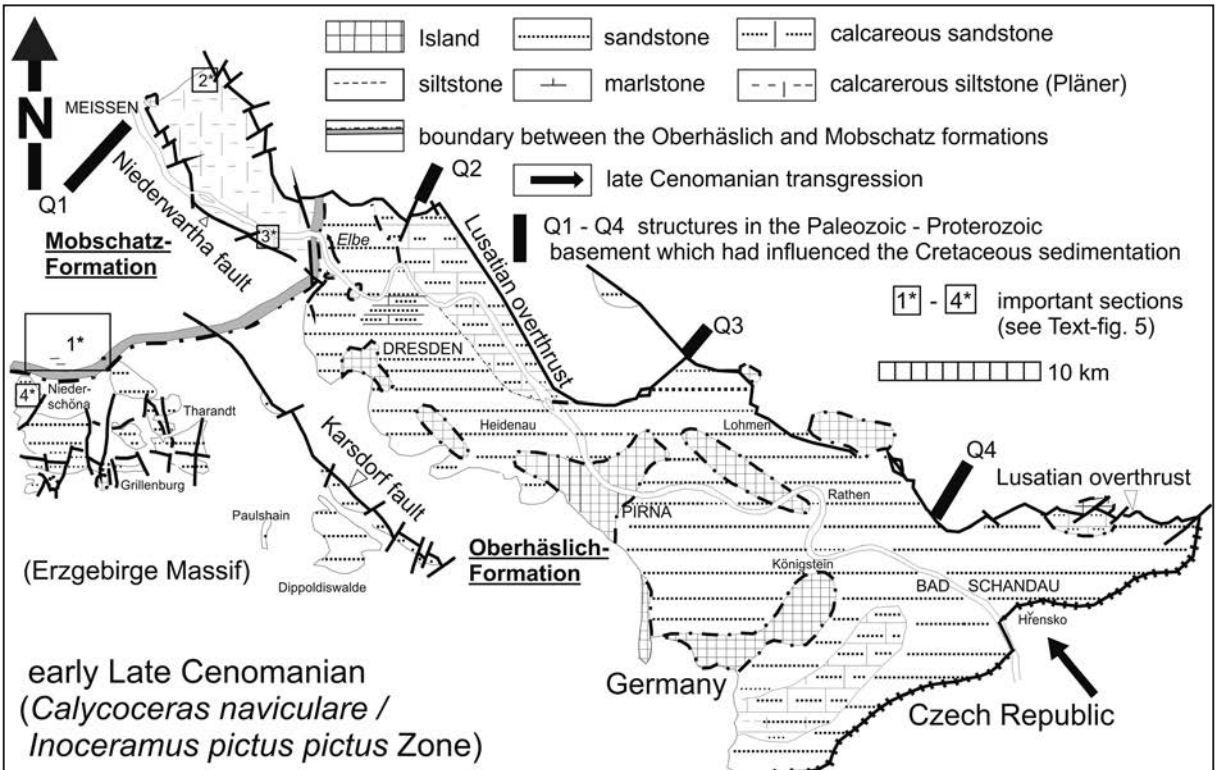 Island
sandstone
calcareous sandstone
siltstone
marlstone
calcarerous siltstone (Pläner)
boundary between the Oberhäslich and Mobschatz formations
late Cenomanian transgression
Q1 - Q4 structures in the Paleozoic - Proterozoic
basement which had influenced the Cretaceous sedimentation
1* - 4* important sections
(see Text-fig. 5)
10 km
N
MEISSEN
2*
Q1
Niederwartha fault
3*
Mobschatz-
Formation
Elbe
Q2
Lusatian overthrust
Q3
DRESDEN
1*
4*
Nieder-
schöna
Tharandt
Grillenburg
Heidenau
Lohmen
Karsdorf fault
Q4
Lusatian overthrust
Rathen
PIRNA
Paulshain
Oberhäslich-
Formation
(Erzgebirge Massif)
Dippoldiswalde
Königstein
BAD SCHANDAU
Hřensko
Germany
Czech Republic
early Late Cenomanian
(Calycoceras naviculare /
Inoceramus pictus pictus Zone)